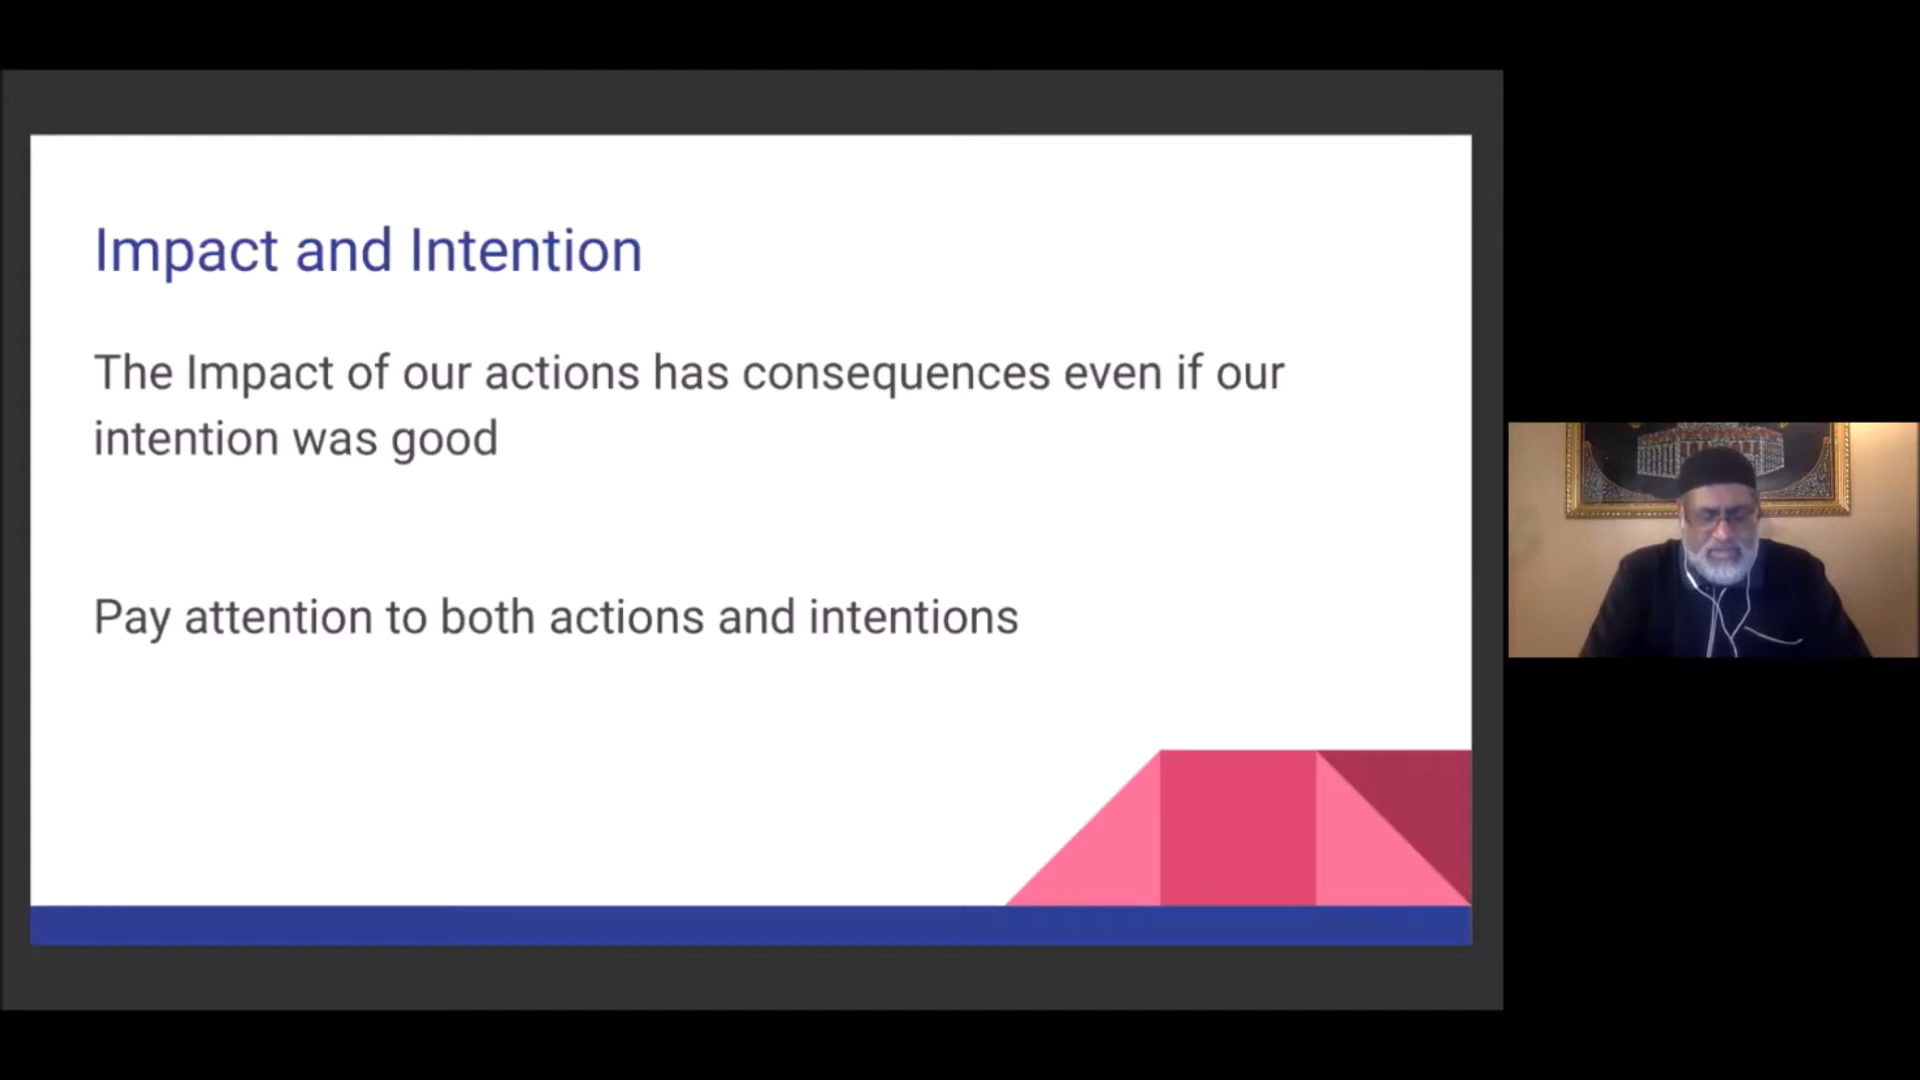 Impact and Intention
The Impact of our actions has consequences even if our
intention was good
Pay attention to both actions and intentions